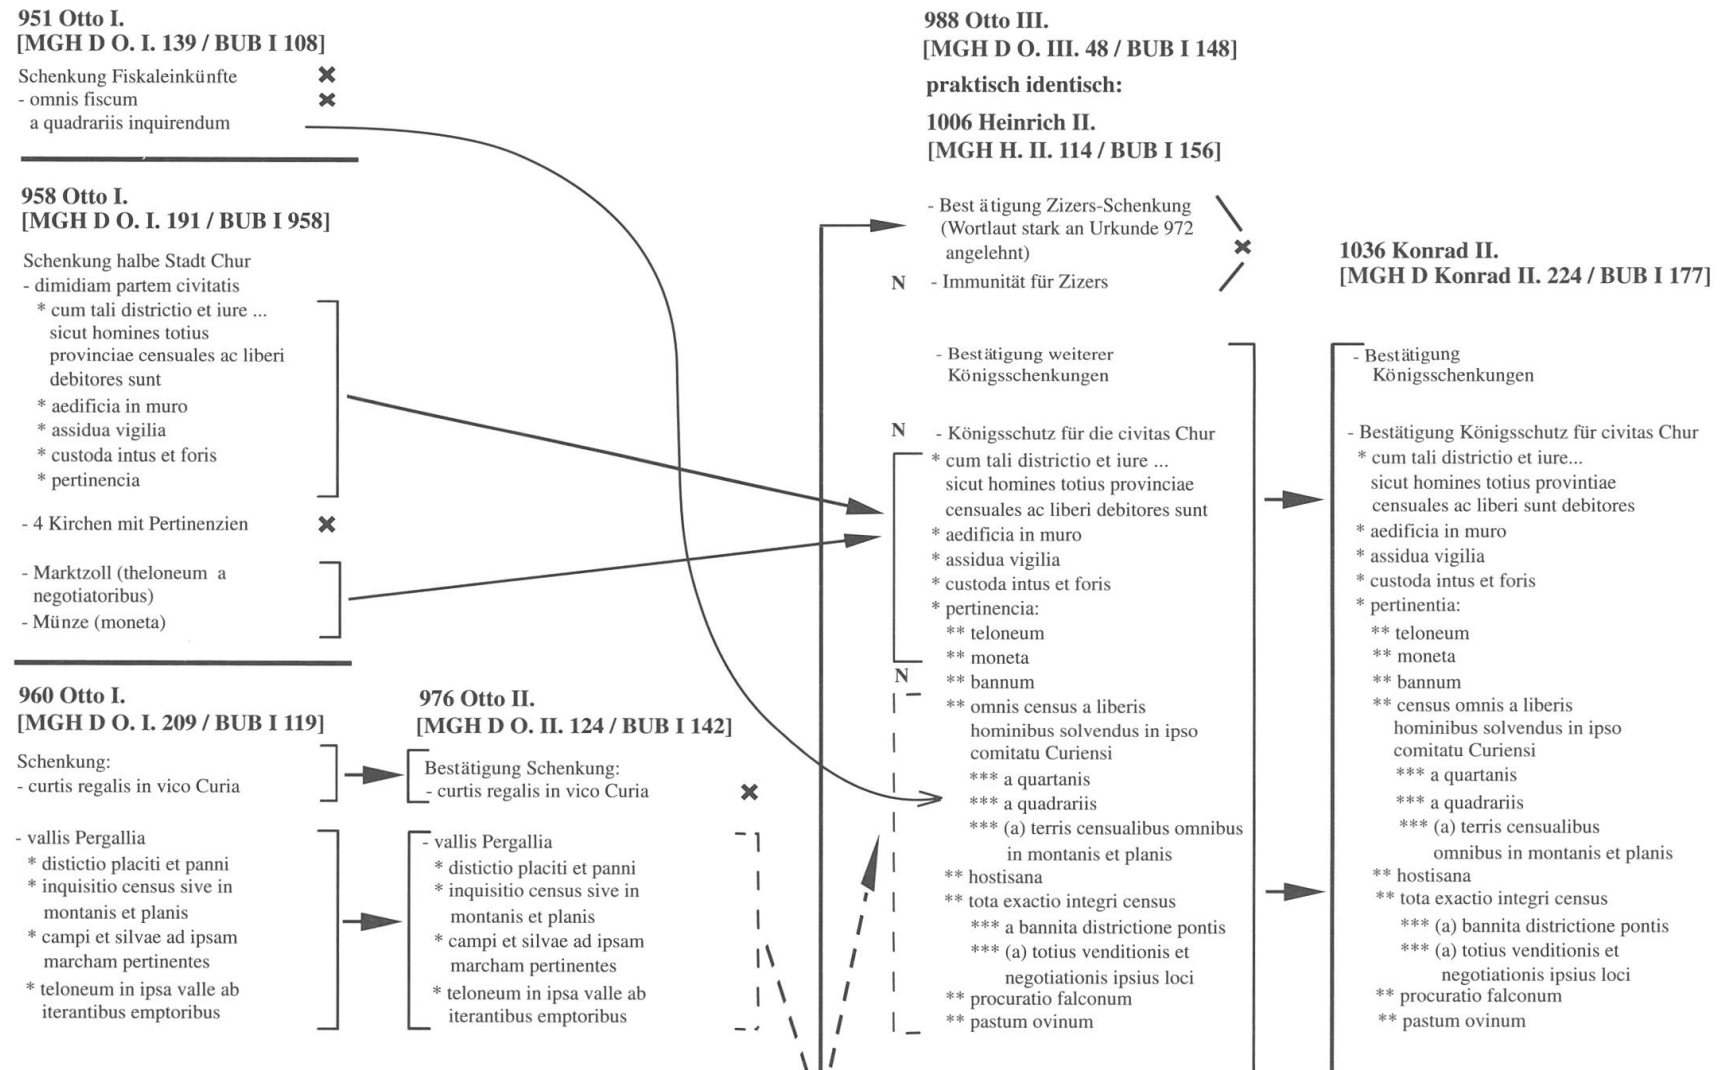 951 Otto I.
[MGH D O. I. 139 / BUB I 108]
Schenkung Fiskaleinkünfte
- omnis fiscum
a quadrariis inquirendum
958 Otto I.
[MGH D O. I. 191 / BUB I 958]
Schenkung halbe Stadt Chur
- dimidiam partem civitatis
* cum tali districtio et iure ...
sicut homines totius
provinciae censuales ac liberi
debitores sunt
* aedificia in muro
* assidua vigilia
* custoda intus et foris
* pertinencia
- 4 Kirchen mit Pertinenzien
- Marktzoll (theloneum a
negotiatoribus)
- Münze (moneta)
960 Otto I.
[MGH D O. I. 209 / BUB I 119]
Schenkung:
- curtis regalis in vico Curia
- vallis Pergallia
* distictio placiti et panni
* inquisitio census sive in
montanis et planis
* campi et silvae ad ipsam
marcham pertinentes
* teloneum in ipsa valle ab
iterantibus emptoribus
976 Otto II.
[MGH D O. II. 124 / BUB I 142]
Bestätigung Schenkung:
- curtis regalis in vico Curia
- vallis Pergallia
* distictio placiti et panni
* inquisitio census sive in
montanis et planis
* campi et silvae ad ipsam
marcham pertinentes
* teloneum in ipsa valle ab
iterantibus emptoribus
988 Otto III.
[MGH D O. III. 48 / BUB I 148]
praktisch identisch:
1006 Heinrich II.
[MGH H. II. 114 / BUB I 156]
- Bestätigung Zizers-Schenkung
(Wortlaut stark an Urkunde 972
angelehnt)
N - Immunität für Zizers
- Bestätigung weiterer
Königsschenkungen
N - Königsschutz für die civitas Chur
* cum tali districtio et iure ...
sicut homines totius provinciae
censuales ac liberi debitores sunt
* aedificia in muro
* assidua vigilia
* custoda intus et foris
* pertinencia:
** teloneum
** moneta
N
** bannum
** omnis census a liberis
hominibus solvendus in ipso
comitatu Curiensi
*** a quartanis
*** a quadrariis
*** (a) terris censualibus omnibus
in montanis et planis
** hostisana
** tota exactio integri census
*** a bannita districtione pontis
*** (a) totius venditionis et
negotiationis ipsius loci
** procuratio falconum
** pastum ovinum
1036 Konrad II.
[MGH D Konrad II. 224 / BUB I 177]
- Bestätigung
Königsschenkungen
- Bestätigung Königsschutz für civitas Chur
* cum tali districtio et iure...
sicut homines totius provintiae
censuales ac liberi sunt debitores
* aedificia in muro
* assidua vigilia
* custoda intus et foris
* pertinentia:
** teloneum
** moneta
** bannum
** census omnis a liberis
hominibus solvendus in ipso
comitatu Curiensi
*** a quartanis
*** a quadrariis
*** (a) terris censualibus
omnibus in montanis et planis
** hostisana
** tota exactio integri census
*** (a) bannita districtione pontis
*** (a) totius venditionis et
negotiationis ipsius loci
** procuratio falconum
** pastum ovinum